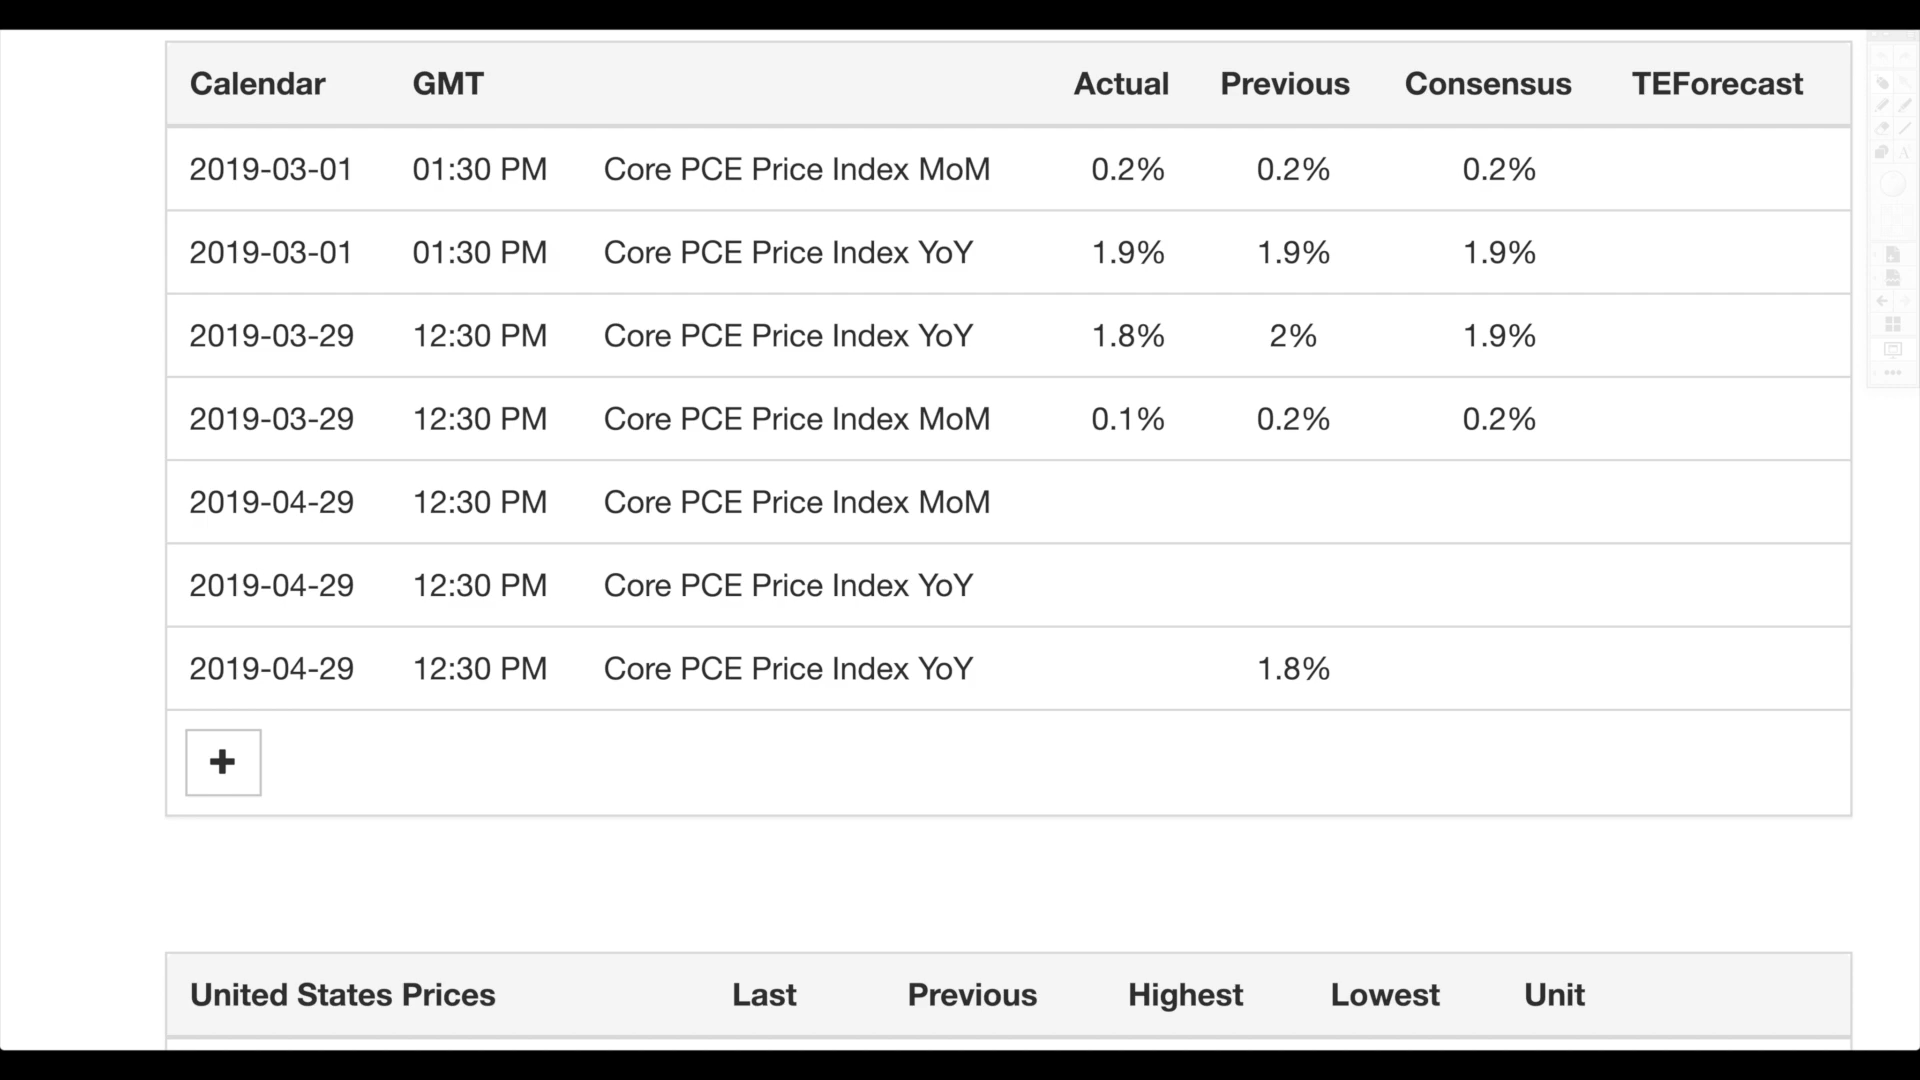 Calendar GMT Actual Previous Consensus TEForecast
2019-03-01 01:30 PM Core PCE Price Index MoM 0.2% 0.2% 0.2%
2019-03-01 01:30 PM Core PCE Price Index YoY 1.9% 1.9% 1.9%
2019-03-29 12:30 PM Core PCE Price Index YoY 1.8% 2% 1.9%
2019-03-29 12:30 PM Core PCE Price Index MoM 0.1% 0.2% 0.2%
2019-04-29 12:30 PM Core PCE Price Index MoM
2019-04-29 12:30 PM Core PCE Price Index YoY
2019-04-29 12:30 PM Core PCE Price Index YoY 1.8%
+
United States Prices Last Previous Highest Lowest Unit